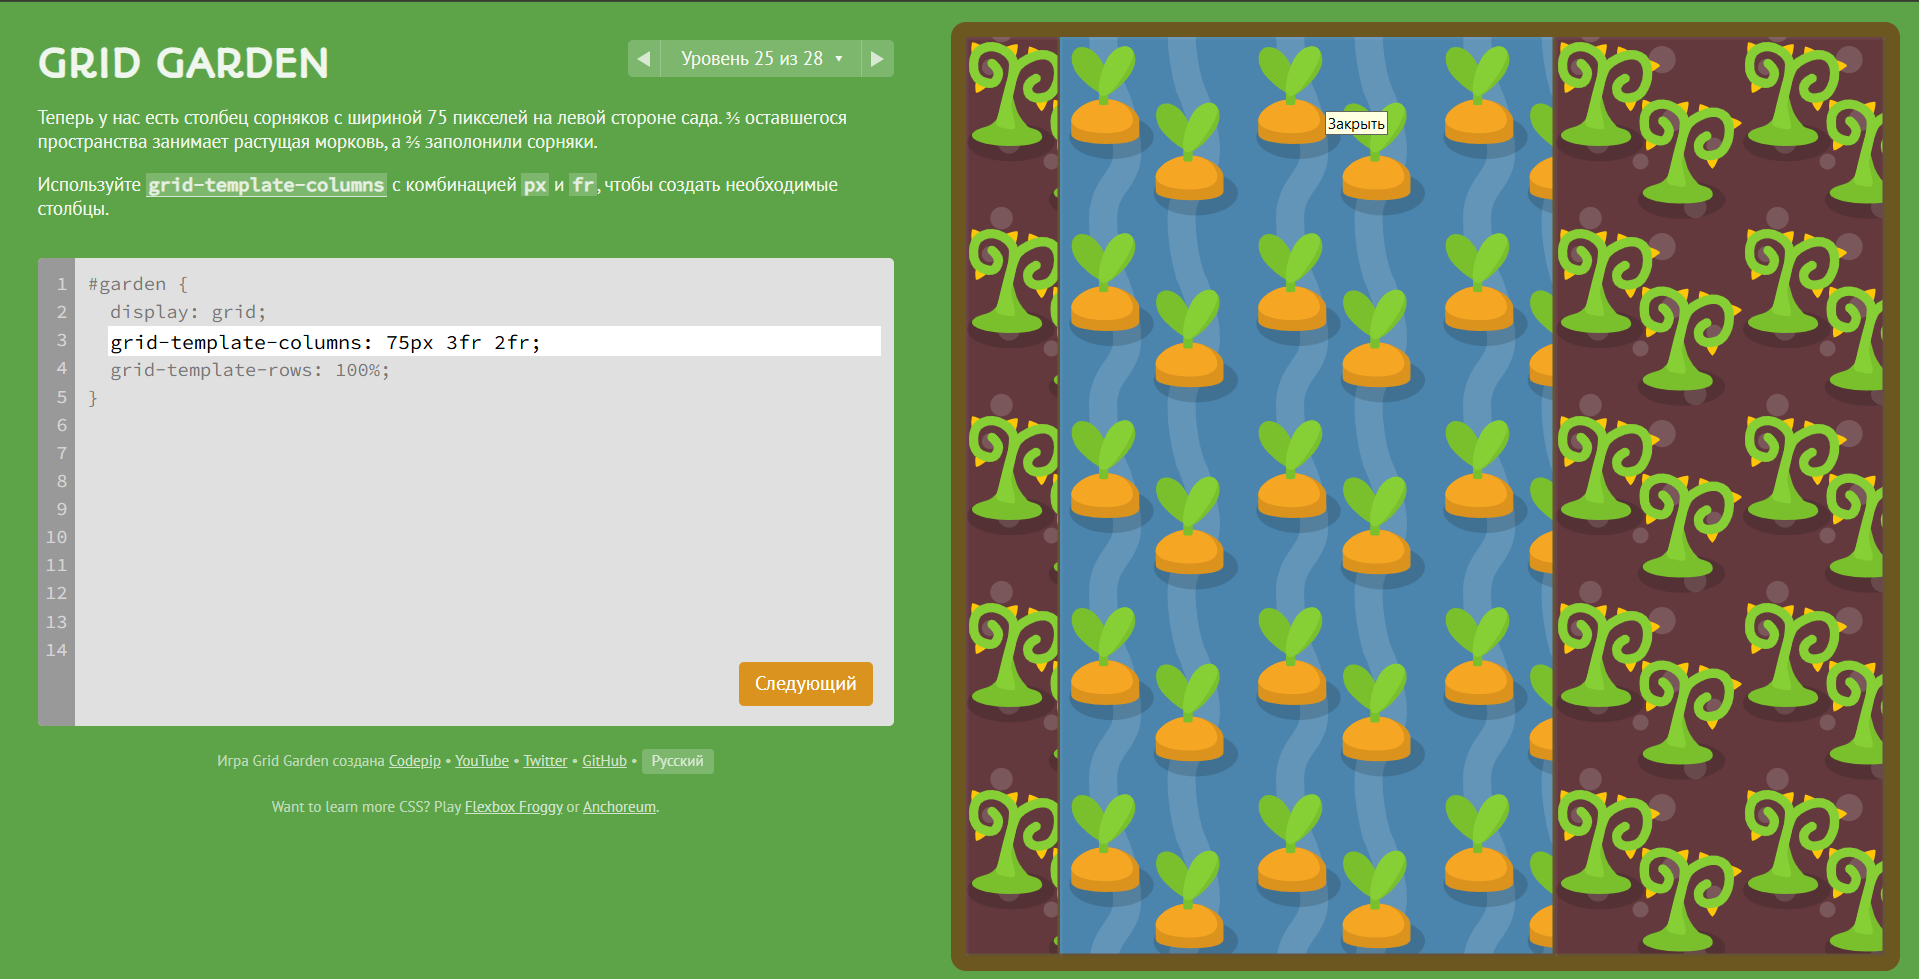 GRID GARDEN
◀ Уровень 25 из 28 ▼ ▶
Теперь у нас есть столбец сорняков с шириной 75 пикселей на левой стороне сада. ⅗ оставшегося
пространства занимает растущая морковь, а ⅖ заполонили сорняки.
Используйте grid-template-columns с комбинацией px и fr, чтобы создать необходимые
столбцы.
1 #garden {
2 display: grid;
3 grid-template-columns: 75px 3fr 2fr;
4 grid-template-rows: 100%;
5 }
6
7
8
9
10
11
12
13
14
Следующий
Игра Grid Garden создана Codepip • YouTube • Twitter • GitHub • Русский
Want to learn more CSS? Play Flexbox Froggy or Anchoreum.
Закрыть